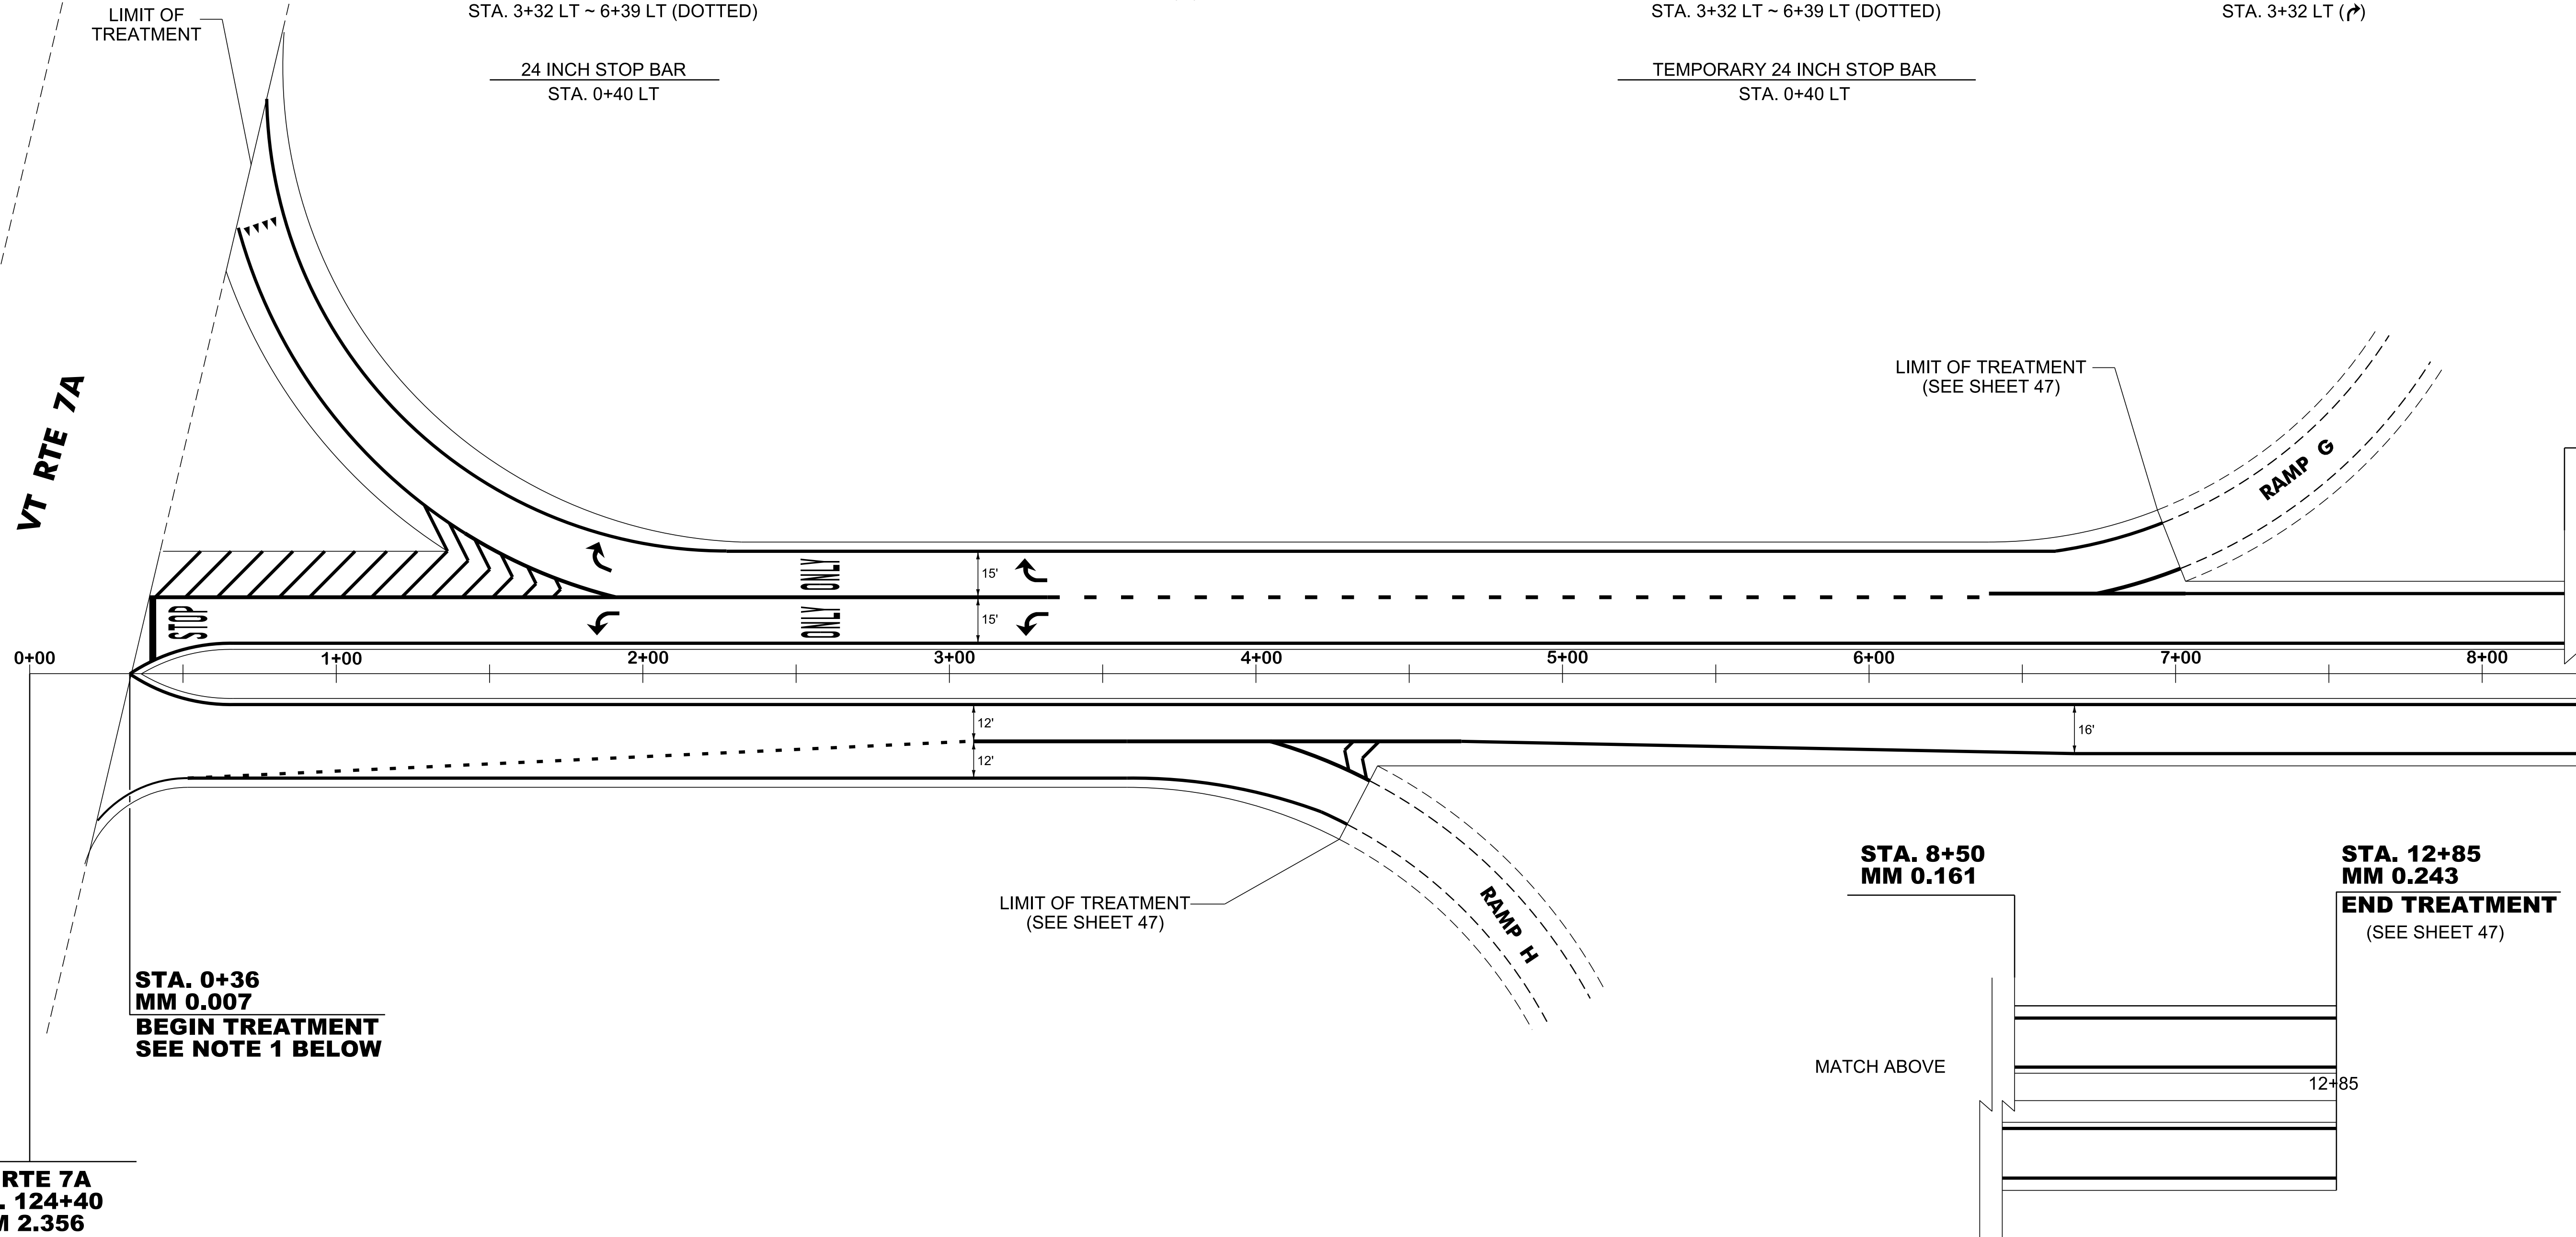 LIMIT OF
TREATMENT
STA. 3+32 LT ~ 6+39 LT (DOTTED)
24 INCH STOP BAR
STA. 0+40 LT
STA. 3+32 LT ~ 6+39 LT (DOTTED)
TEMPORARY 24 INCH STOP BAR
STA. 0+40 LT
STA. 3+32 LT (↱)
VT RTE 7A
LIMIT OF TREATMENT
(SEE SHEET 47)
RAMP G
ONLY
15'
STOP
ONLY
15'
0+00 1+00 2+00 3+00 4+00 5+00 6+00 7+00 8+00
12'
16'
12'
LIMIT OF TREATMENT
(SEE SHEET 47)
RAMP H
STA. 8+50
MM 0.161
STA. 12+85
MM 0.243
END TREATMENT
(SEE SHEET 47)
STA. 0+36
MM 0.007
BEGIN TREATMENT
SEE NOTE 1 BELOW
MATCH ABOVE
12+85
RTE 7A
. 124+40
M 2.356